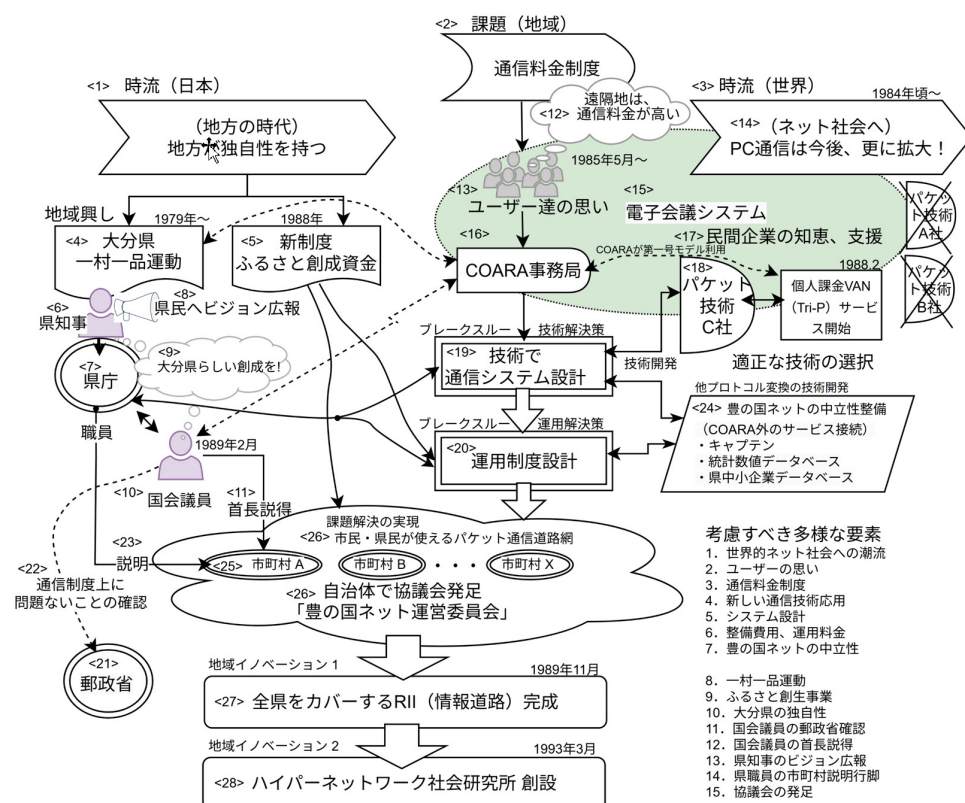 <1> 時流（日本）
（地方の時代）
地方が独自性を持つ
<2> 課題（地域）
通信料金制度
遠隔地は、
<12> 通信料金が高い
<3> 時流（世界）
1984年頃～
<14> （ネット社会へ）
PC通信は今後、更に拡大！
1985年5月～
<13>
ユーザー達の思い
<15>
電子会議システム
<17> 民間企業の知恵、支援
COARAが第一号モデル利用
<16>
COARA事務局
パケッ
ト技術
A社
パケッ
ト技術
B社
<18>
パケット
技術
C社
1988.2
個人課金VAN
（Tri-P）サービ
ス開始
適正な技術の選択
地域興し
1979年～
<4> 大分県
一村一品運動
1988年
<5> 新制度
ふるさと創成資金
<6>
県知事
<8>
県民へビジョン広報
<7>
県庁
<9>
大分県らしい創成を!
職員
1989年2月
<10>
国会議員
<11>
首長説得
ブレークスルー
技術解決策
<19> 技術で
通信システム設計
技術開発
ブレークスルー
運用解決策
<20>
運用制度設計
他プロトコル変換の技術開発
<24> 豊の国ネットの中立性整備
（COARA外のサービス接続）
・キャプテン
・統計数値データベース
・県中小企業データベース
課題解決の実現
<26> 市民・県民が使えるパケット通信道路網
<25> 市町村 A
市町村 B
・・・
市町村 X
<26> 自治体で協議会発足
「豊の国ネット運営委員会」
<23>
説明
<22>
通信制度上に
問題ないことの確認
<21>
郵政省
地域イノベーション 1
1989年11月
<27> 全県をカバーするRII（情報道路）完成
地域イノベーション 2
1993年3月
<28> ハイパーネットワーク社会研究所 創設
考慮すべき多様な要素
1．世界的ネット社会への潮流
2．ユーザーの思い
3．通信料金制度
4．新しい通信技術応用
5．システム設計
6．整備費用、運用料金
7．豊の国ネットの中立性
8．一村一品運動
9．ふるさと創生事業
10．大分県の独自性
11．国会議員の郵政省確認
12．国会議員の首長説得
13．県知事のビジョン広報
14．県職員の市町村説明行脚
15．協議会の発足